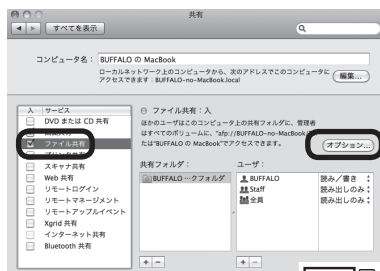 共有
すべてを表示
コンピュータ名： BUFFALO の MacBook
ローカルネットワーク上のコンピュータから、次のアドレスでこのコンピュータに
アクセスできます：BUFFALO-no-MacBook.local
編集...
入 サービス
DVD または CD 共有
ファイル共有
スキャナ共有
Web 共有
リモートログイン
リモートマネージメント
リモートアップルイベント
Xgrid 共有
インターネット共有
Bluetooth 共有
ファイル共有：入
ほかのユーザはこのコンピュータ上の共有フォルダに、管理者
はすべてのボリュームに、"afp://BUFFALO-no-MacBook
たは"BUFFALO の MacBook"でアクセスできます。
オプション...
共有フォルダ： ユーザ：
BUFFALO …クフォルダ
BUFFALO 読み／書き
Staff 読み出しのみ
全員 読み出しのみ
+ −
+ −